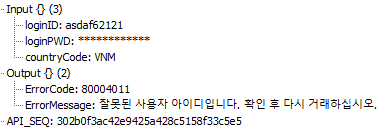 Input {} (3)
loginID: asdaf62121
loginPWD: ************
countryCode: VNM
Output {} (2)
ErrorCode: 80004011
ErrorMessage: 잘못된 사용자 아이디입니다. 확인 후 다시 거래하십시오.
API_SEQ: 302b0f3ac42e9425a428c5158f33c5e5